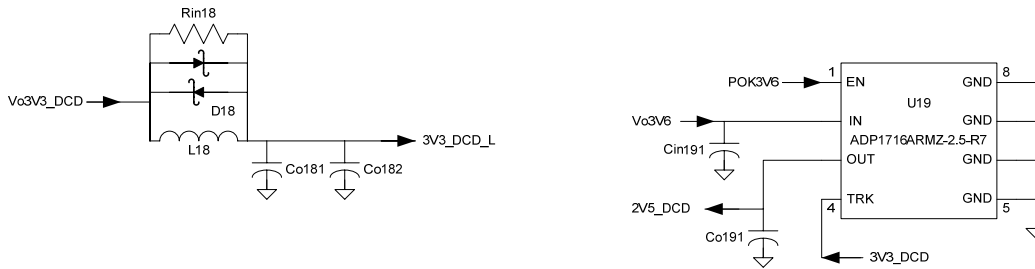 Rin18
Vo3V3_DCD
D18
L18
3V3_DCD_L
Co181
Co182
POK3V6
1
EN
GND
8
U19
Vo3V6
IN
GND
Cin191
ADP1716ARMZ-2.5-R7
OUT
GND
2V5_DCD
4
TRK
GND
5
Co191
3V3_DCD